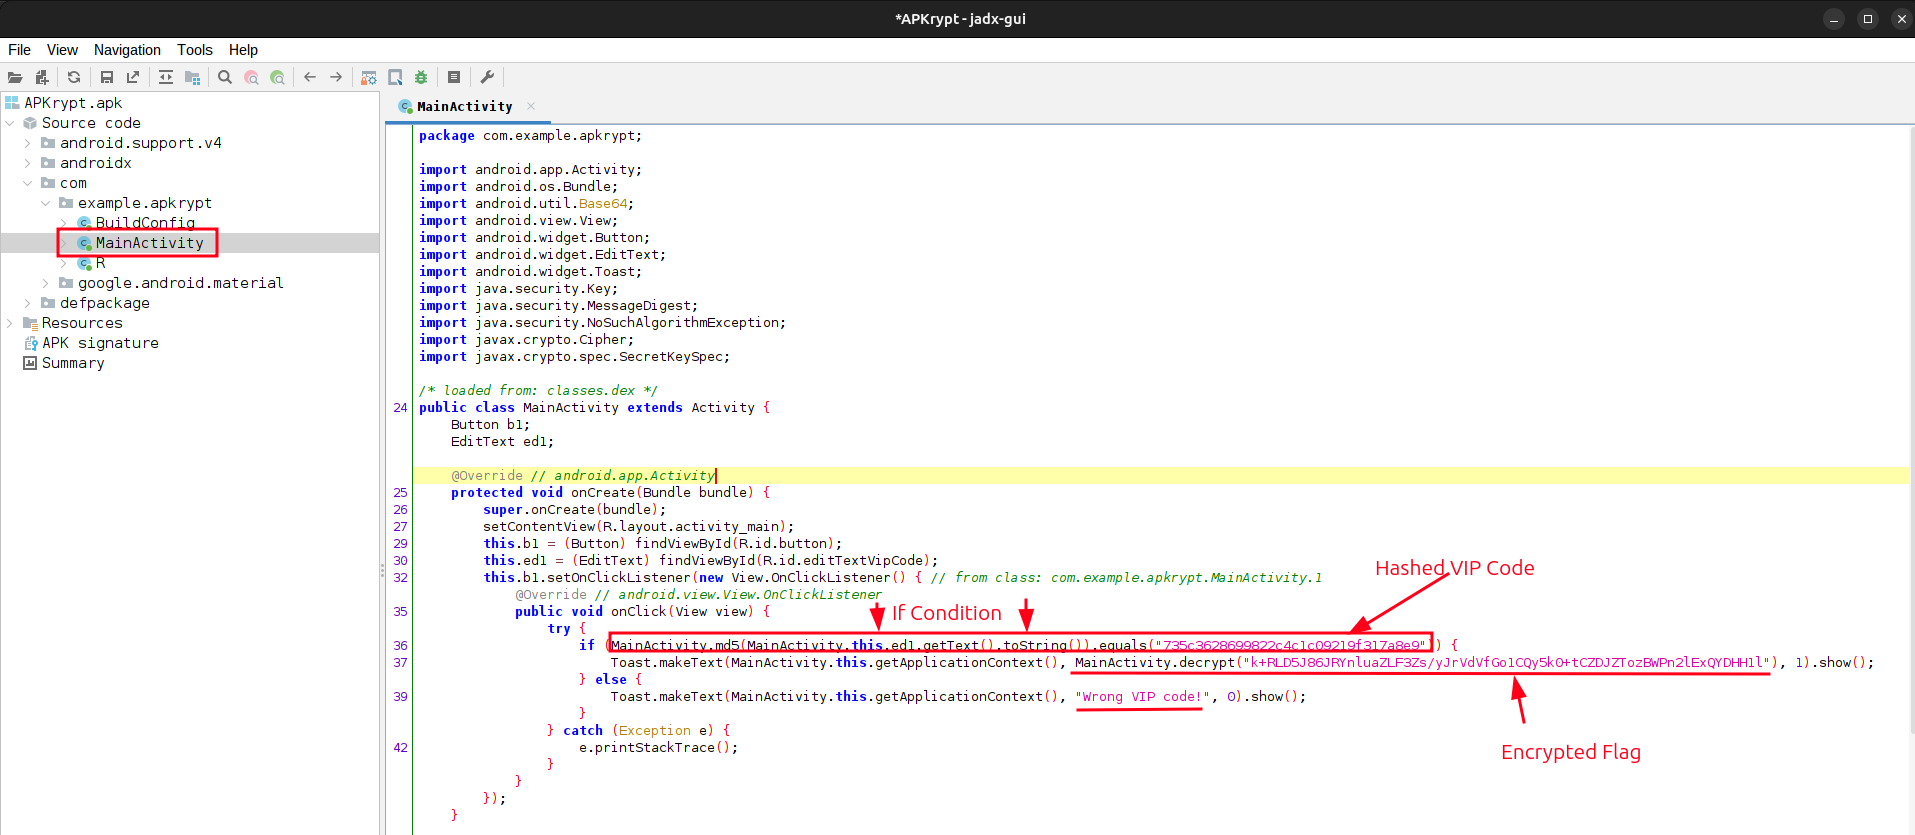 *APKrypt - jadx-gui
File View Navigation Tools Help
APKrypt.apk
Source code
android.support.v4
androidx
com
example.apkrypt
BuildConfig
MainActivity
R
google.android.material
defpackage
Resources
APK signature
Summary
MainActivity
package com.example.apkrypt;
import android.app.Activity;
import android.os.Bundle;
import android.util.Base64;
import android.view.View;
import android.widget.Button;
import android.widget.EditText;
import android.widget.Toast;
import java.security.Key;
import java.security.MessageDigest;
import java.security.NoSuchAlgorithmException;
import javax.crypto.Cipher;
import javax.crypto.spec.SecretKeySpec;
/* loaded from: classes.dex */
24 public class MainActivity extends Activity {
Button b1;
EditText ed1;
@Override // android.app.Activity
25 protected void onCreate(Bundle bundle) {
26 super.onCreate(bundle);
27 setContentView(R.layout.activity_main);
29 this.b1 = (Button) findViewById(R.id.button);
30 this.ed1 = (EditText) findViewById(R.id.editTextVipCode);
Hashed VIP Code
32 this.b1.setOnClickListener(new View.OnClickListener() { // from class: com.example.apkrypt.MainActivity.1
@Override // android.view.View.OnClickListener
35 public void onClick(View view) {
If Condition
try {
36 if (MainActivity.md5(MainActivity.this.ed1.getText().toString()).equals("735c3628699822c4c1c09219f317a8e9")) {
37 Toast.makeText(MainActivity.this.getApplicationContext(), MainActivity.decrypt("k+RLD5J86JRYnluaZLF3Zs/yJrVdVfGo1CQy5k0+tCZDJZTozBWPn2lExQYDHH1l"), 1).show();
} else {
39 Toast.makeText(MainActivity.this.getApplicationContext(), "Wrong VIP code!", 0).show();
}
} catch (Exception e) {
42 e.printStackTrace();
Encrypted Flag
}
}
});
}